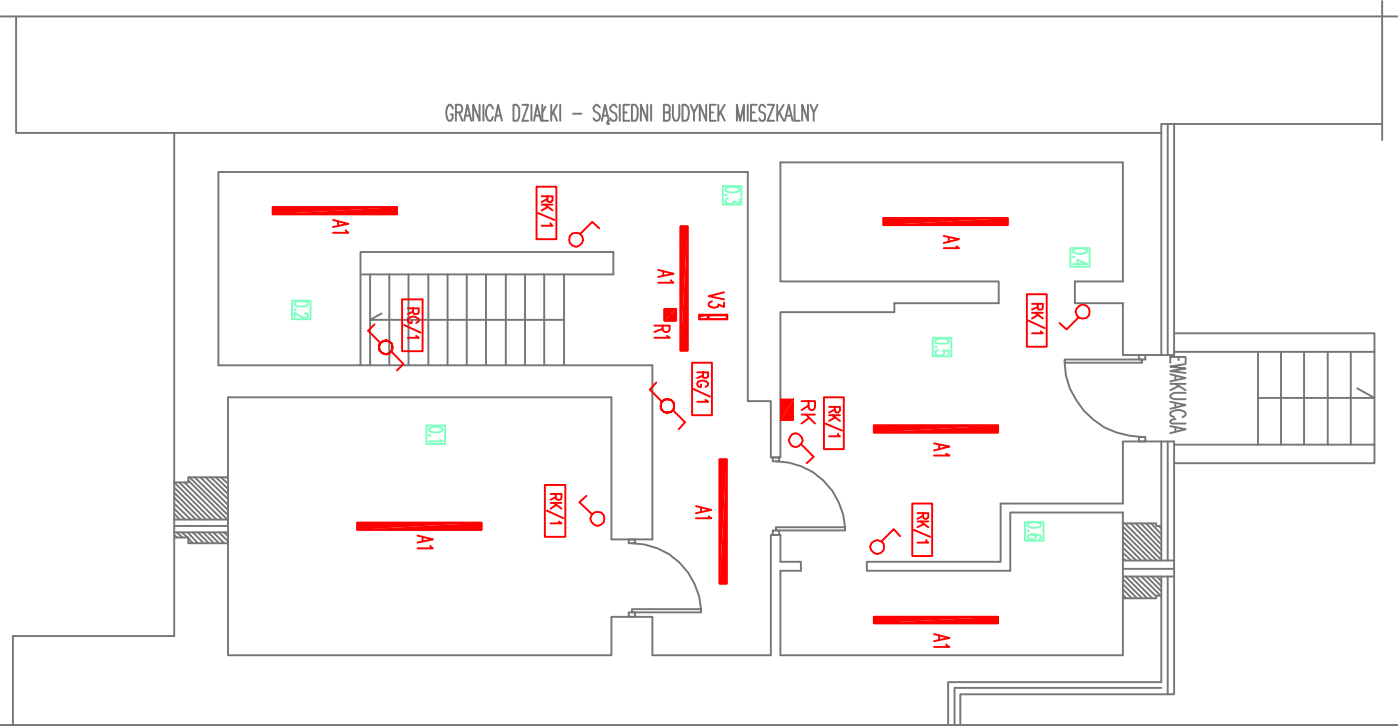 GRANICA DZIAŁKI – SĄSIEDNI BUDYNEK MIESZKALNY
0.3
RK/1
A1
A1
0.4
A1
V3
0.2
RG/1
R1
RK/1
0.5
EWAKUACJA
RG/1
RK
RK/1
0.1
A1
A1
RK/1
RK/1
0.6
A1
A1